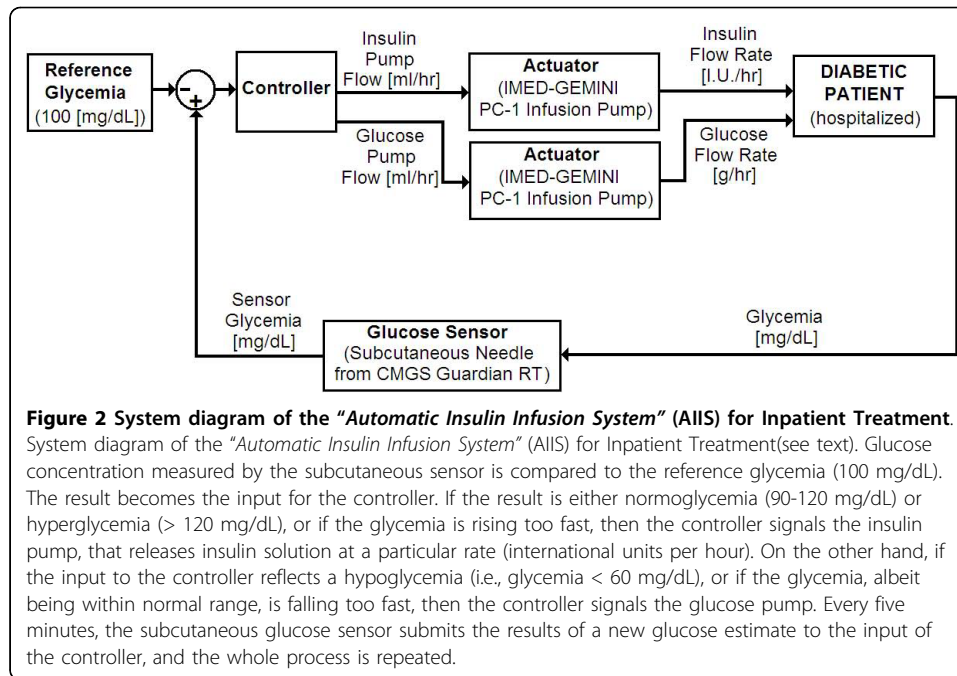 Reference
Glycemia
(100 [mg/dL])
-
+
Controller
Insulin
Pump
Flow [ml/hr]
Glucose
Pump
Flow [ml/hr]
Actuator
(IMED-GEMINI
PC-1 Infusion Pump)
Actuator
(IMED-GEMINI
PC-1 Infusion Pump)
Insulin
Flow Rate
[I.U./hr]
Glucose
Flow Rate
[g/hr]
DIABETIC
PATIENT
(hospitalized)
Sensor
Glycemia
[mg/dL]
Glucose Sensor
(Subcutaneous Needle
from CMGS Guardian RT)
Glycemia
[mg/dL]
Figure 2 System diagram of the "Automatic Insulin Infusion System" (AIIS) for Inpatient Treatment.
System diagram of the "Automatic Insulin Infusion System" (AIIS) for Inpatient Treatment(see text). Glucose
concentration measured by the subcutaneous sensor is compared to the reference glycemia (100 mg/dL).
The result becomes the input for the controller. If the result is either normoglycemia (90-120 mg/dL) or
hyperglycemia (> 120 mg/dL), or if the glycemia is rising too fast, then the controller signals the insulin
pump, that releases insulin solution at a particular rate (international units per hour). On the other hand, if
the input to the controller reflects a hypoglycemia (i.e., glycemia < 60 mg/dL), or if the glycemia, albeit
being within normal range, is falling too fast, then the controller signals the glucose pump. Every five
minutes, the subcutaneous glucose sensor submits the results of a new glucose estimate to the input of
the controller, and the whole process is repeated.